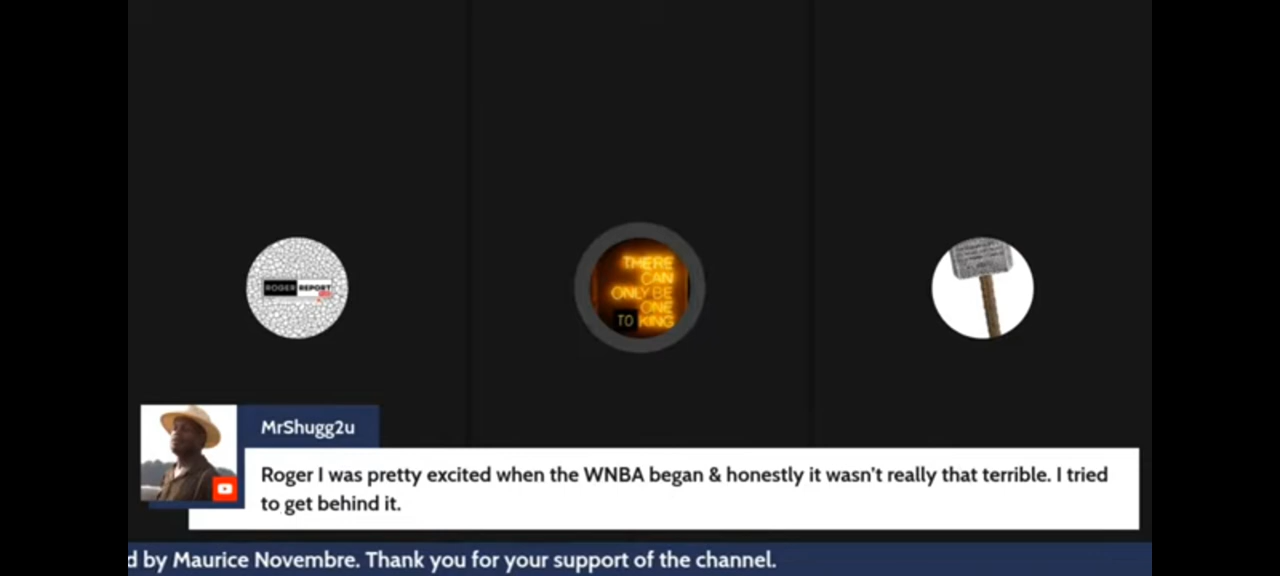 ROGER REPORT
THERE
CAN
ONLY BE
ONE
TO KING
MrShugg2u
Roger I was pretty excited when the WNBA began & honestly it wasn't really that terrible. I tried
to get behind it.
d by Maurice Novembre. Thank you for your support of the channel.